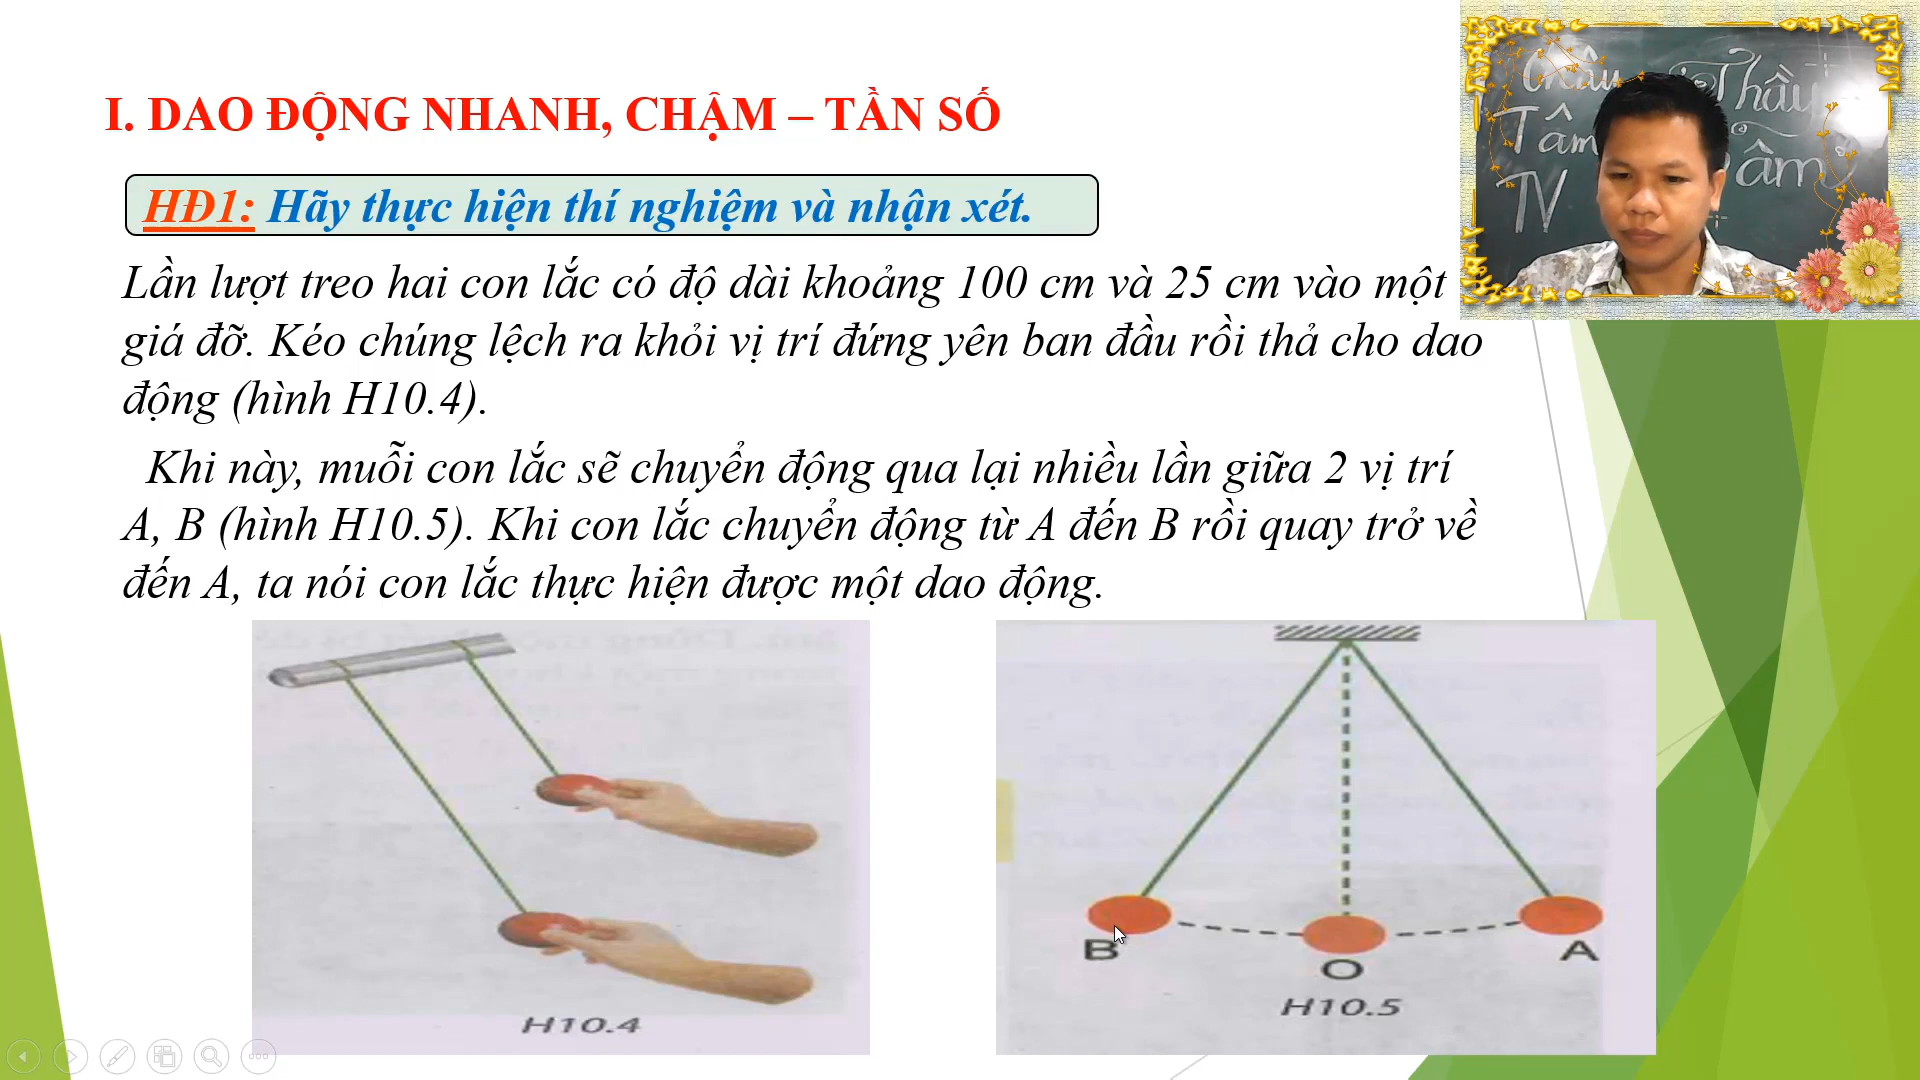 I. DAO ĐỘNG NHANH, CHẬM – TẦN SỐ
HĐ1: Hãy thực hiện thí nghiệm và nhận xét.
Lần lượt treo hai con lắc có độ dài khoảng 100 cm và 25 cm vào một
giá đỡ. Kéo chúng lệch ra khỏi vị trí đứng yên ban đầu rồi thả cho dao
động (hình H10.4).
Khi này, muỗi con lắc sẽ chuyển động qua lại nhiều lần giữa 2 vị trí
A, B (hình H10.5). Khi con lắc chuyển động từ A đến B rồi quay trở về
đến A, ta nói con lắc thực hiện được một dao động.
H10.4
B
O
A
H10.5
Thầy
Tâm
TV